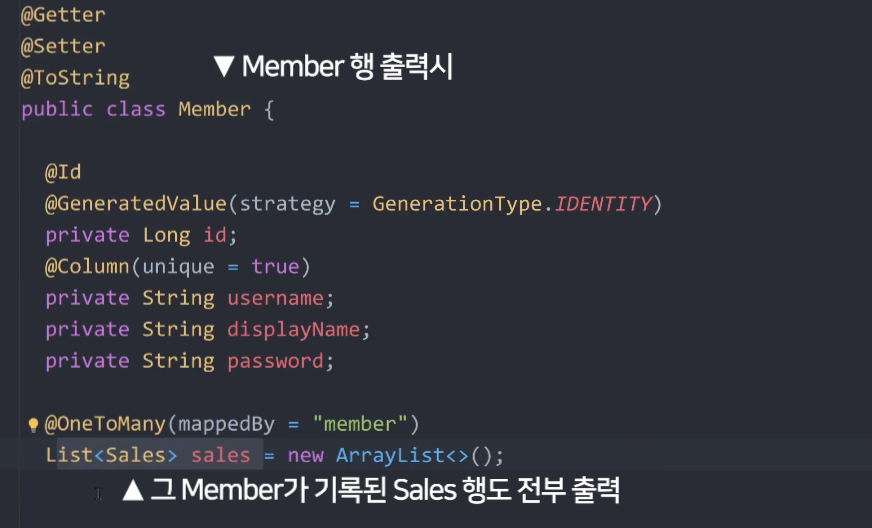 @Getter
@Setter
@ToString
▼ Member 행 출력시
public class Member {
@Id
@GeneratedValue(strategy = GenerationType.IDENTITY)
private Long id;
@Column(unique = true)
private String username;
private String displayName;
private String password;
@OneToMany(mappedBy = "member")
List<Sales> sales = new ArrayList<>();
▲ 그 Member가 기록된 Sales 행도 전부 출력